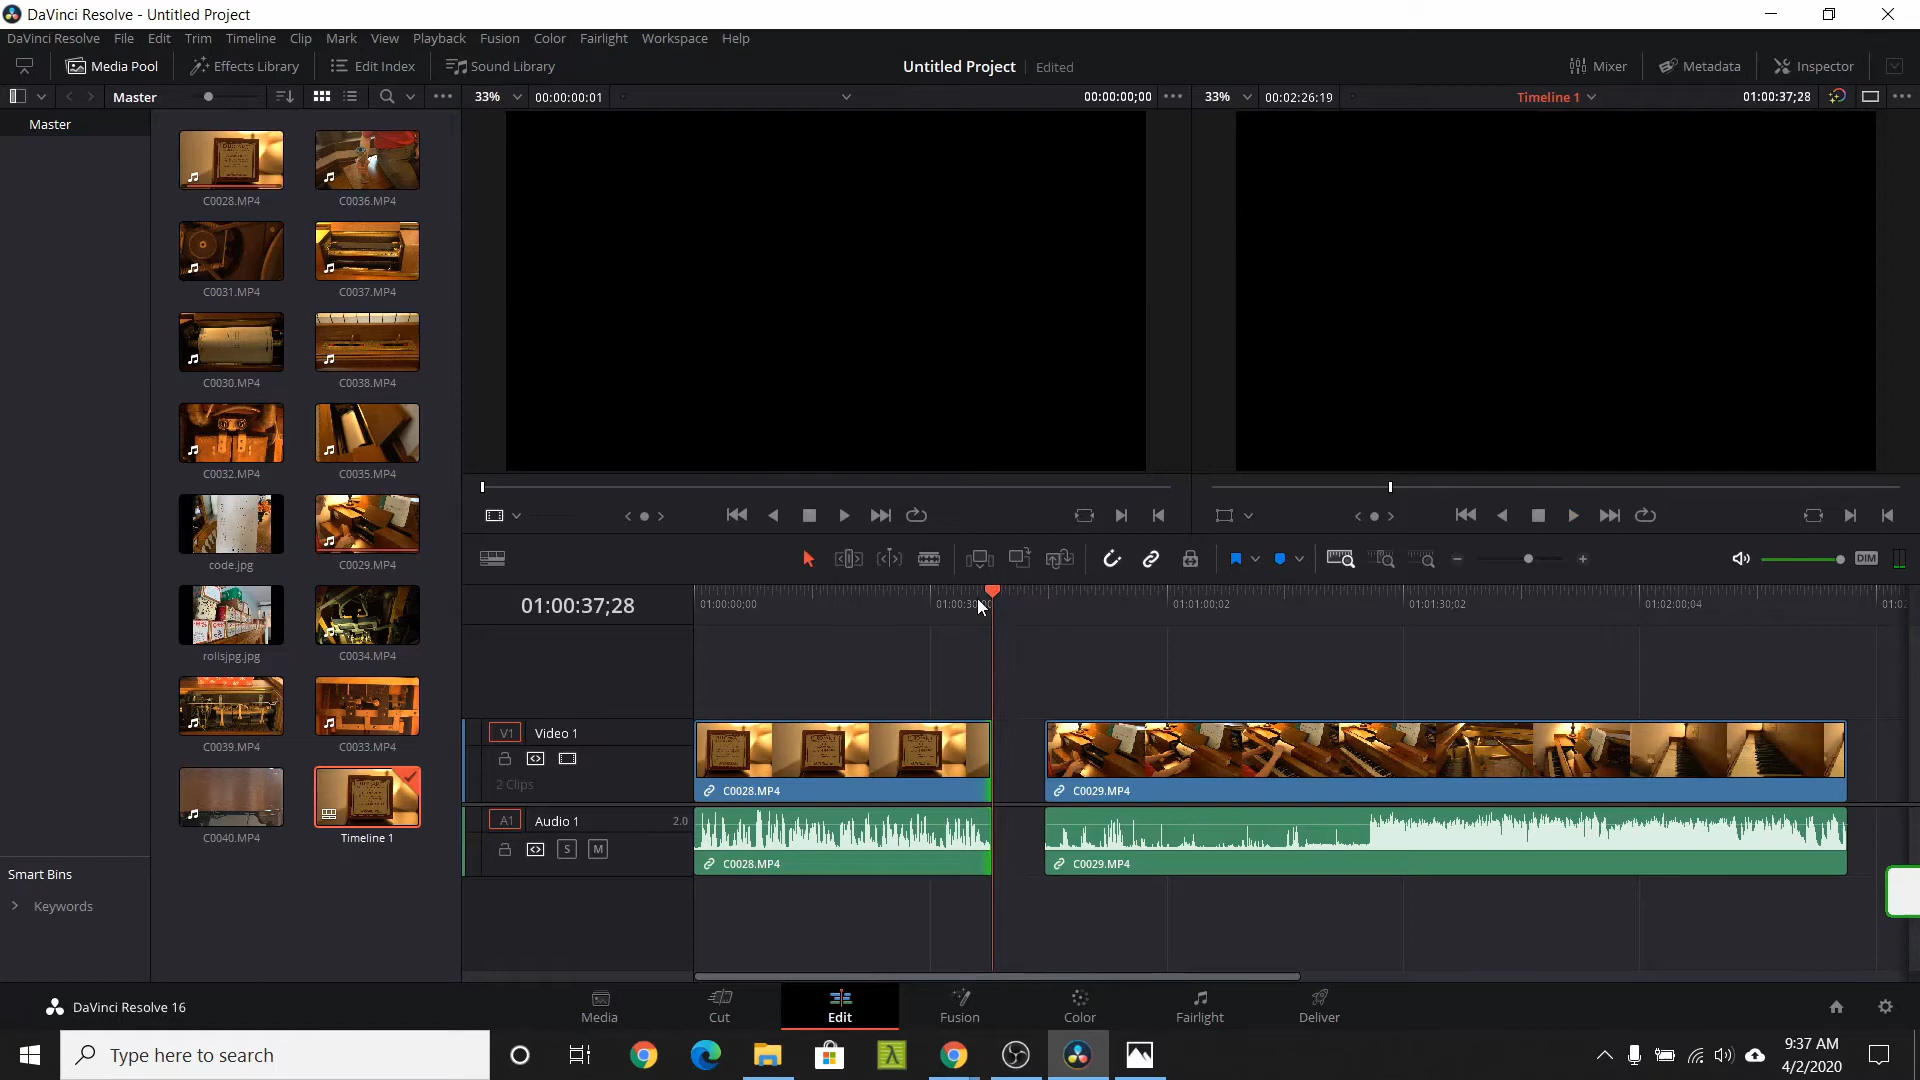 DaVinci Resolve - Untitled Project
DaVinci Resolve File Edit Trim Timeline Clip Mark View Playback Fusion Color Fairlight Workspace Help
Media Pool Effects Library Edit Index Sound Library Untitled Project Edited Mixer Metadata Inspector
Master 33% 00:00:00:01 00:00:00;00 33% 00:02:26:19 Timeline 1 01:00:37;28
Master
C0028.MP4 C0036.MP4
C0031.MP4 C0037.MP4
C0030.MP4 C0038.MP4
C0032.MP4 C0035.MP4
code.jpg C0029.MP4
rollsjpg.jpg C0034.MP4
C0039.MP4 C0033.MP4
C0040.MP4 Timeline 1
Smart Bins
Keywords
DIM
01:00:37;28
01:00:00;00 01:00:30;00 01:01:00;02 01:01:30;02 01:02:00;04 01:02
V1 Video 1
2 Clips
C0028.MP4 C0029.MP4
A1 Audio 1 2.0
S M
C0028.MP4 C0029.MP4
DaVinci Resolve 16
Media Cut Edit Fusion Color Fairlight Deliver
Type here to search
9:37 AM
4/2/2020